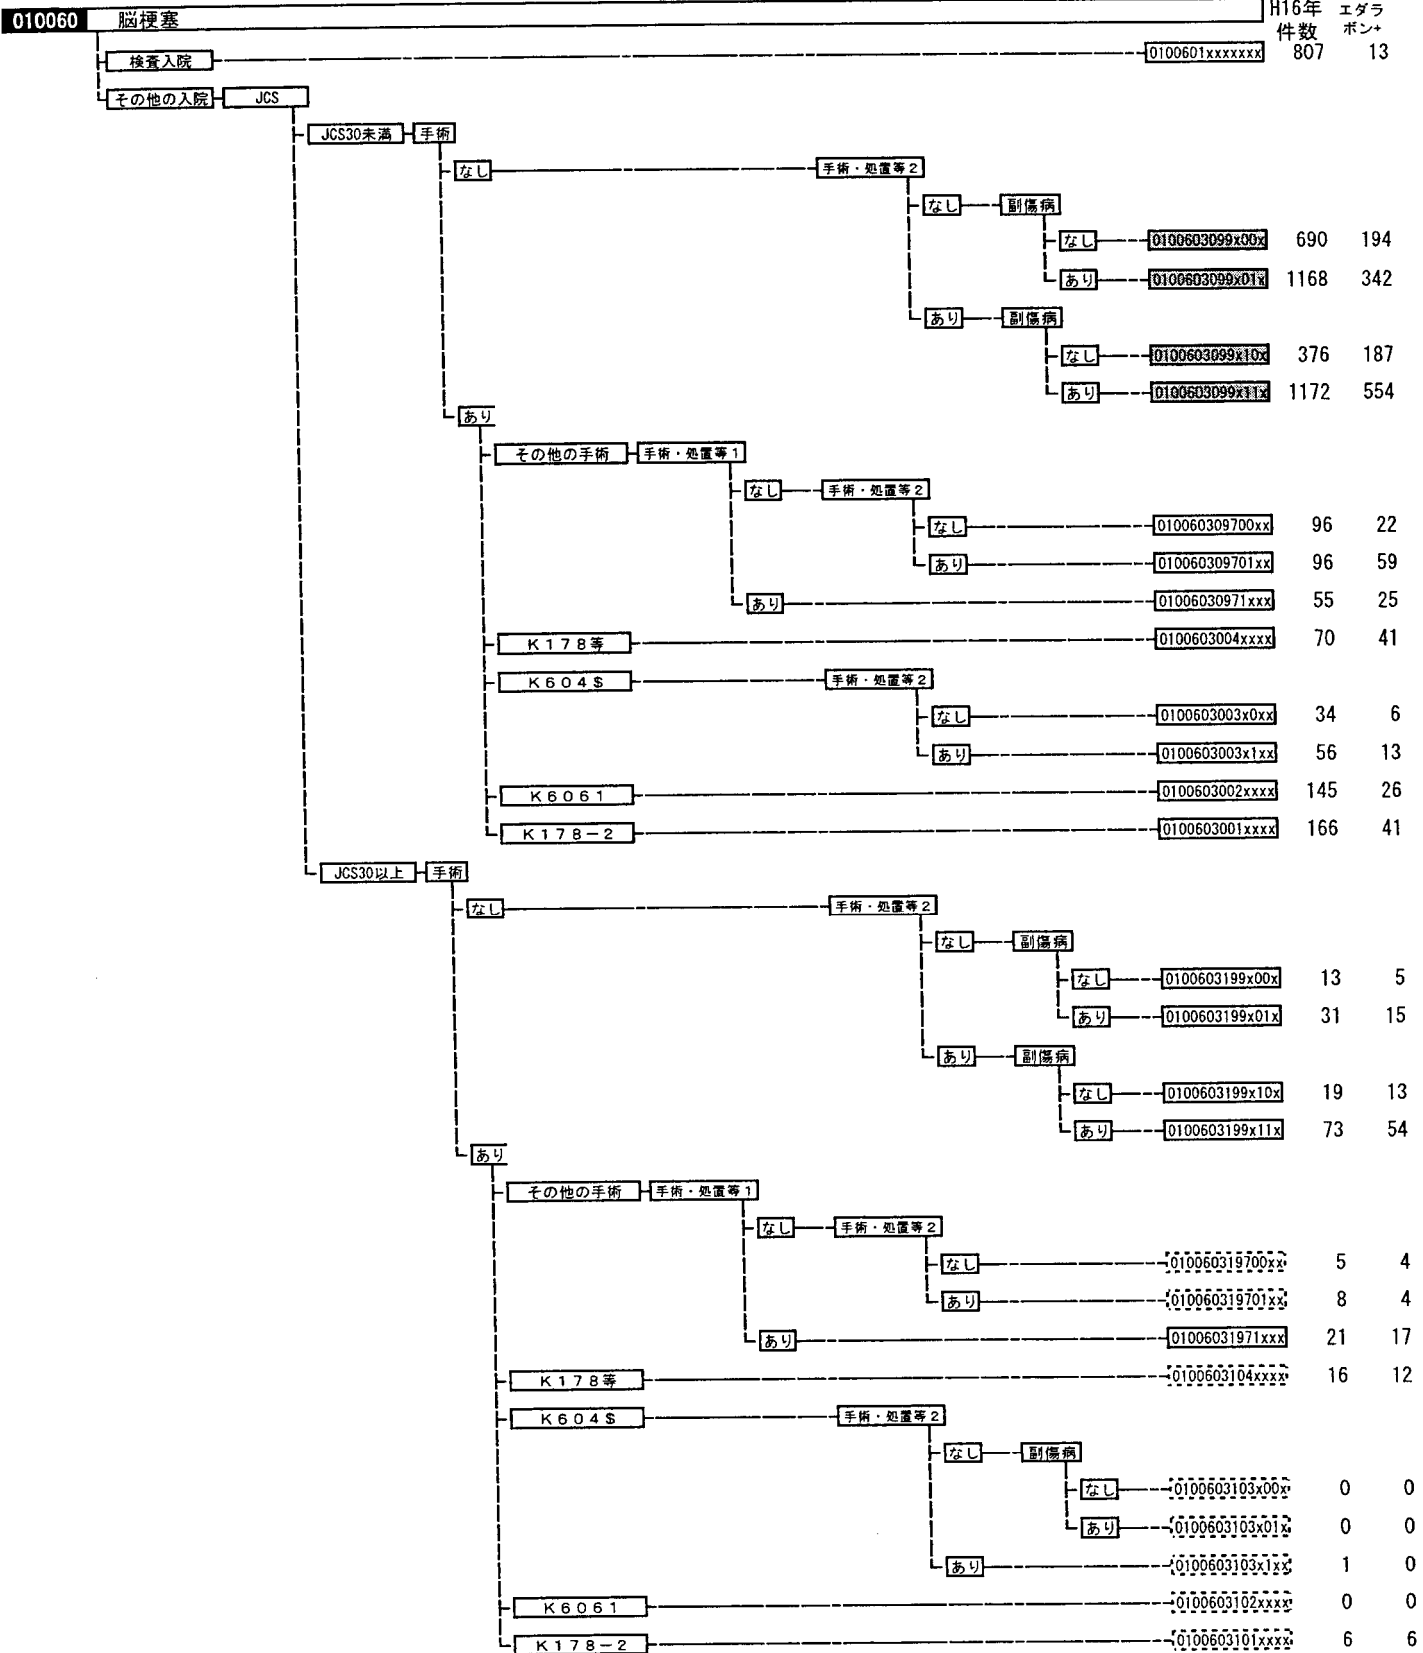 010060 脳梗塞 H16年件数 エダラボン+
検査入院 0100601xxxxxxx 807 13
その他の入院 JCS
JCS30未満 手術
なし 手術・処置等2
なし 副傷病
なし 0100603099x00x 690 194
あり 0100603099x01x 1168 342
あり 副傷病
なし 0100603099x10x 376 187
あり 0100603099x11x 1172 554
あり
その他の手術 手術・処置等1
なし 手術・処置等2
なし 010060309700xx 96 22
あり 010060309701xx 96 59
あり 01006030971xxx 55 25
K178等 0100603004xxxx 70 41
K604$ 手術・処置等2
なし 0100603003x0xx 34 6
あり 0100603003x1xx 56 13
K6061 0100603002xxxx 145 26
K178-2 0100603001xxxx 166 41
JCS30以上 手術
なし 手術・処置等2
なし 副傷病
なし 0100603199x00x 13 5
あり 0100603199x01x 31 15
あり 副傷病
なし 0100603199x10x 19 13
あり 0100603199x11x 73 54
あり
その他の手術 手術・処置等1
なし 手術・処置等2
なし 010060319700xx 5 4
あり 010060319701xx 8 4
あり 01006031971xxx 21 17
K178等 0100603104xxxx 16 12
K604$ 手術・処置等2
なし 副傷病
なし 0100603103x00x 0 0
あり 0100603103x01x 0 0
あり 0100603103x1xx 1 0
K6061 0100603102xxxx 0 0
K178-2 0100603101xxxx 6 6